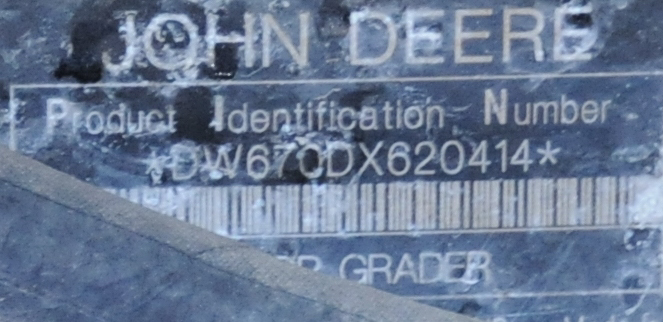 JOHN DEERE
Product Identification Number
*DW670DX620414*
GRADER